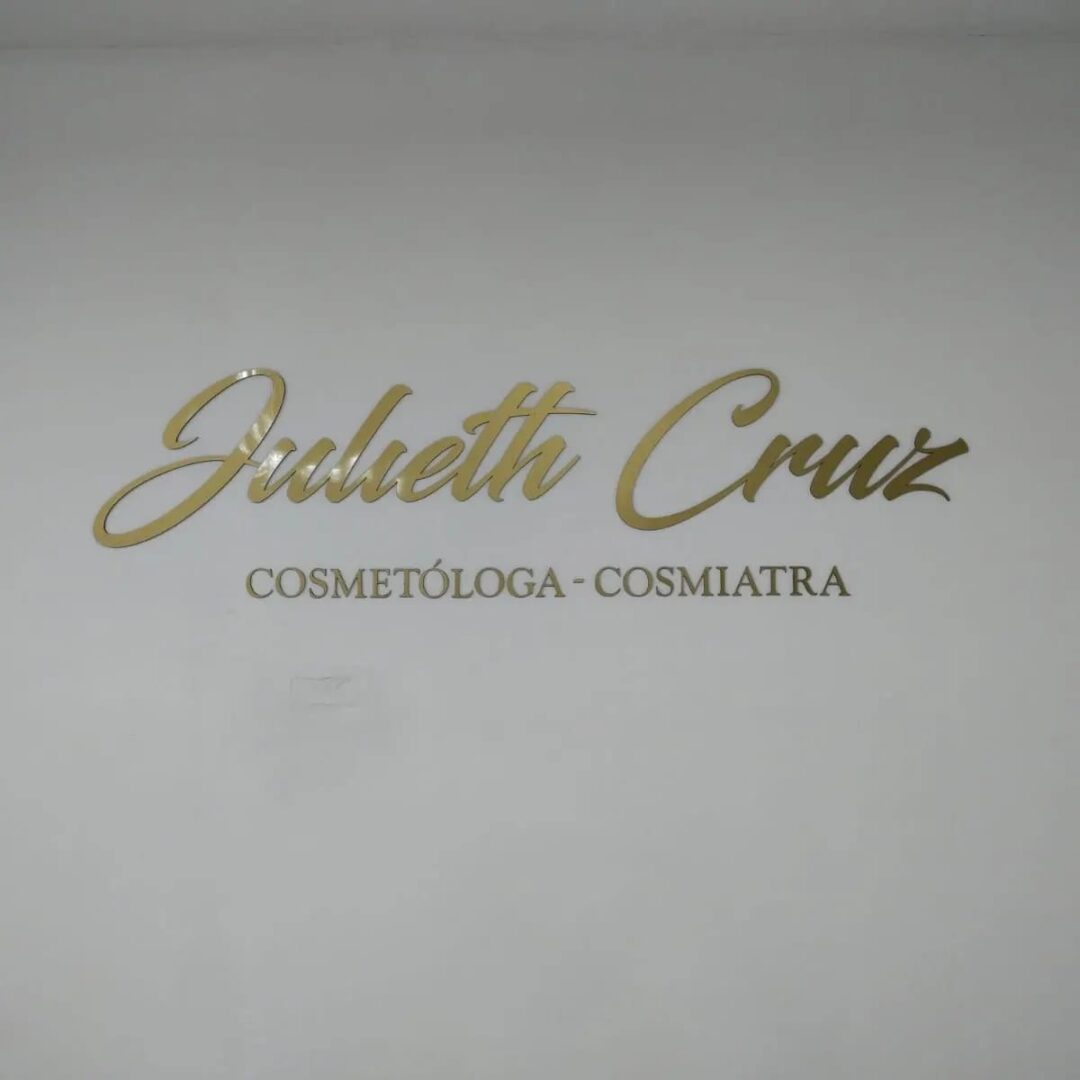 Julieth Cruz
COSMETÓLOGA - COSMIATRA